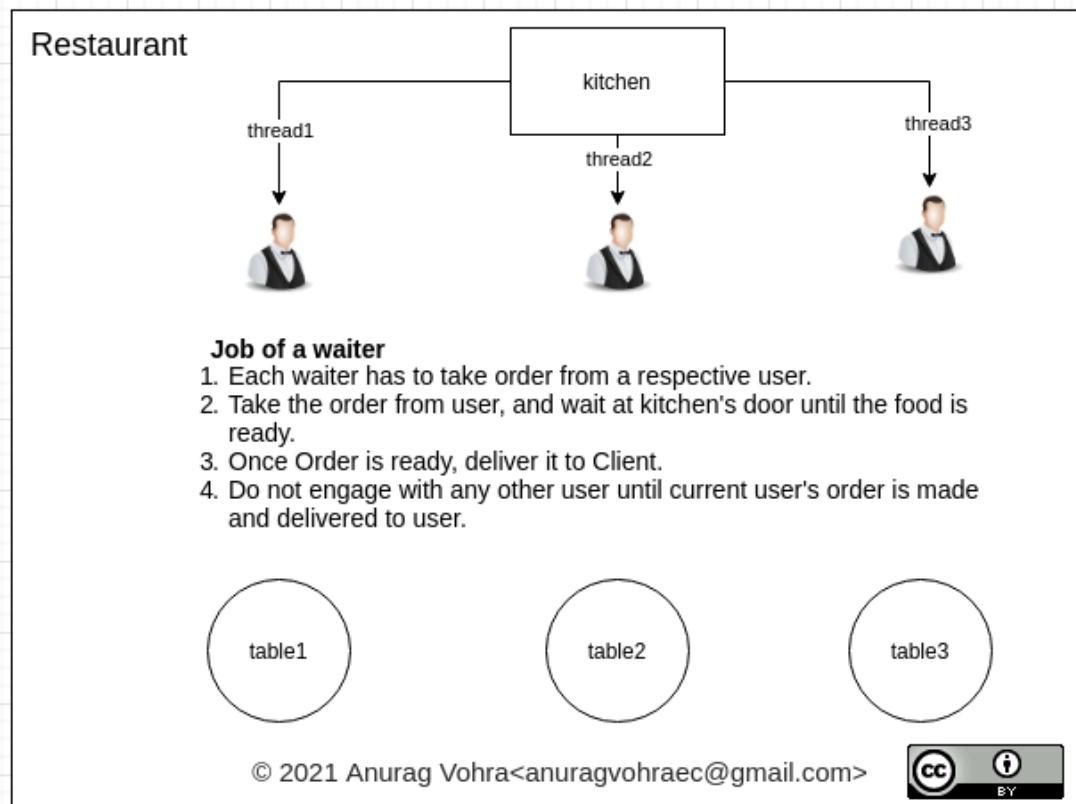 Restaurant
kitchen
thread1
thread3
thread2
Job of a waiter
1. Each waiter has to take order from a respective user.
2. Take the order from user, and wait at kitchen's door until the food is
ready.
3. Once Order is ready, deliver it to Client.
4. Do not engage with any other user until current user's order is made
and delivered to user.
table1
table2
table3
© 2021 Anurag Vohra<anuragvohraec@gmail.com>
cc
BY